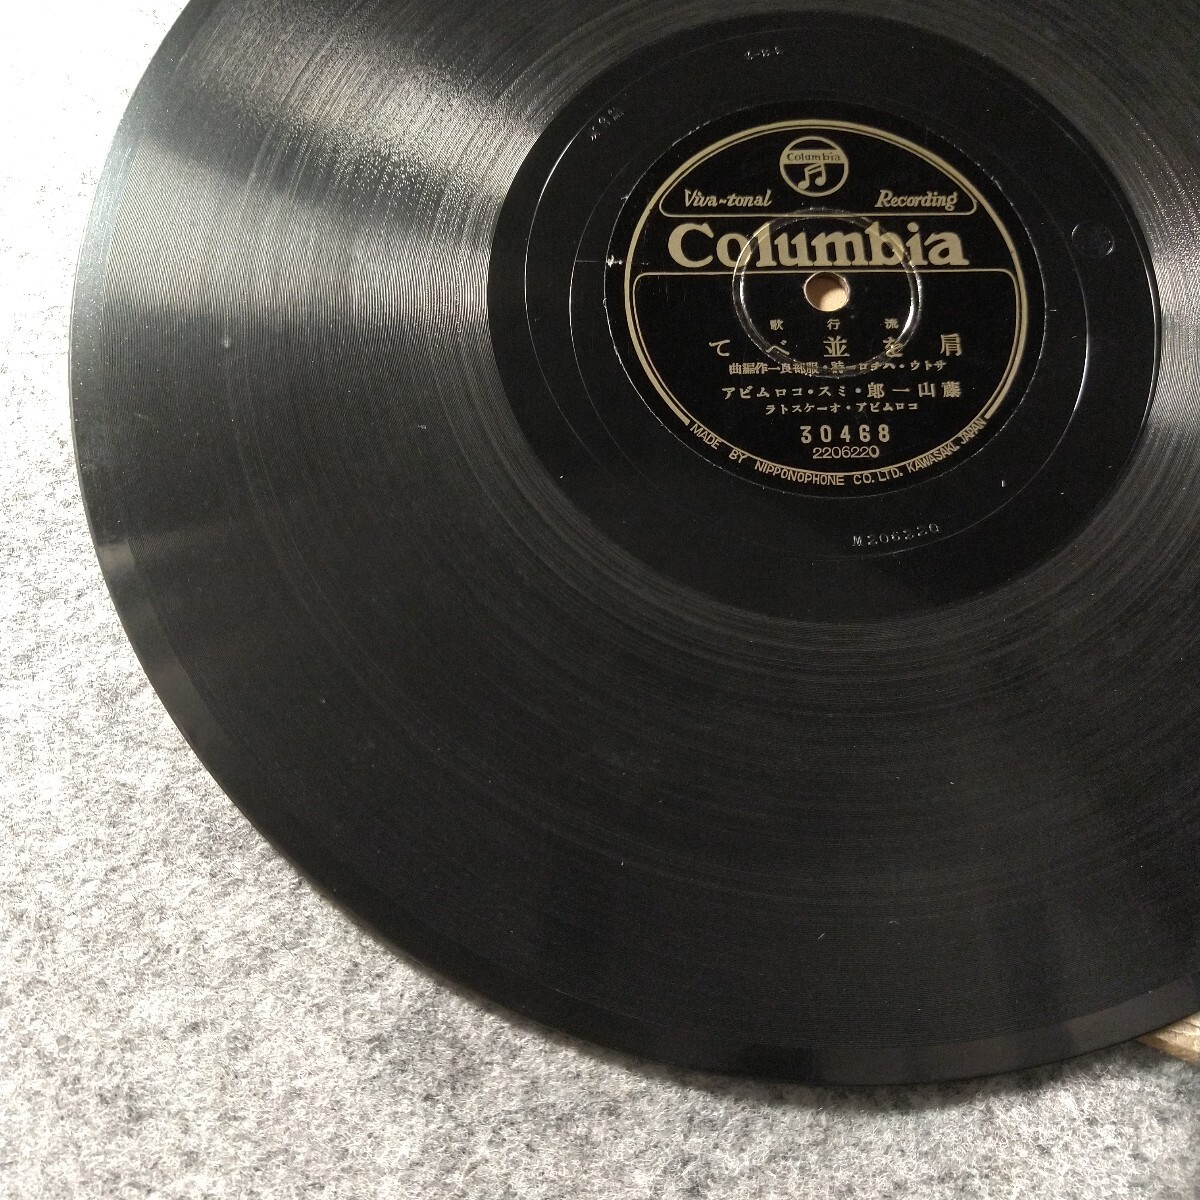 Columbia
Viva-tonal Recording
Columbia
流行歌
肩を並べて
サトウ・ハチロー詩・服部良一作編曲
藤山一郎・ミス・コロムビア
コロムビア・オーケストラ
30468
2206220
MADE BY NIPPONOPHONE CO. LTD. KAWASAKI, JAPAN
M206220